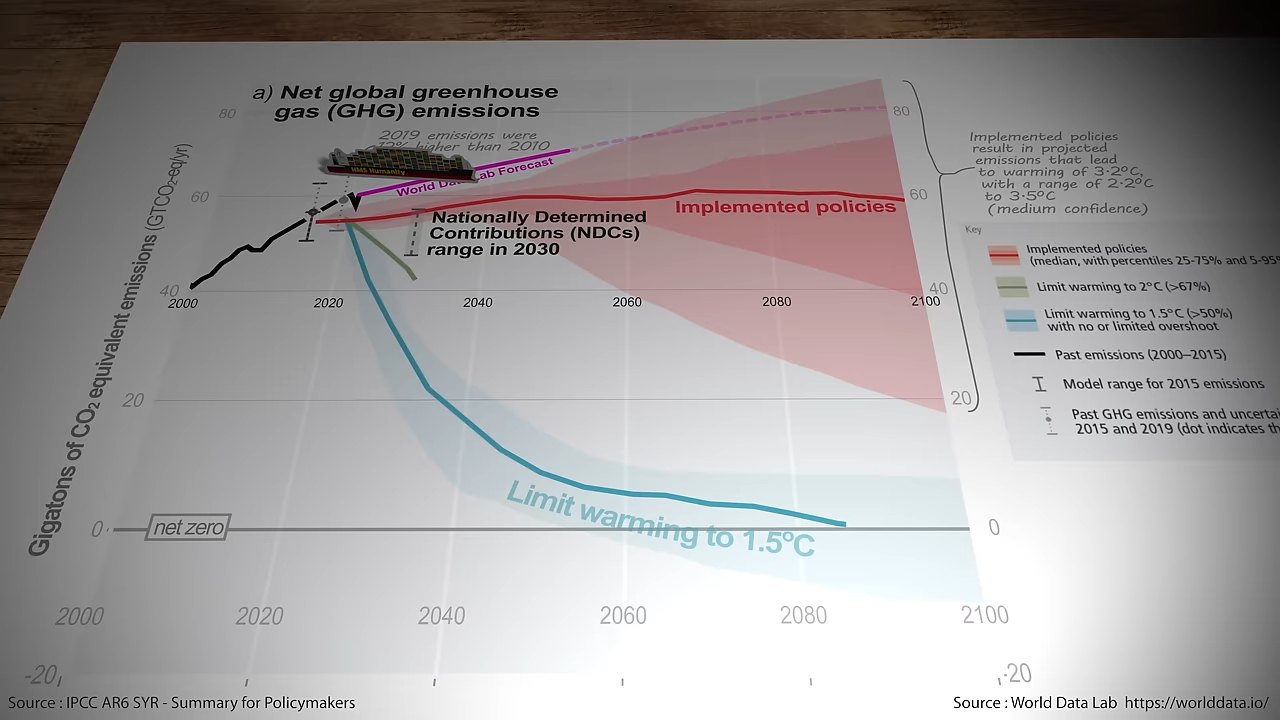 a) Net global greenhouse
gas (GHG) emissions
2019 emissions were
12% higher than 2010
HMS Humanity
World Data Lab Forecast
Nationally Determined
Contributions (NDCs)
range in 2030
Implemented policies
Limit warming to 1.5ºC
net zero
Gigatons of CO2 equivalent emissions (GTCO2-eq/yr)
80
60
40
20
0
-20
2000
2020
2040
2060
2080
2100
2000
2020
2040
2060
2080
2100
80
60
40
20
0
-20
Implemented policies
result in projected
emissions that lead
to warming of 3·2°C,
with a range of 2·2°C
to 3·5°C
(medium confidence)
Key
Implemented policies
(median, with percentiles 25-75% and 5-95%
Limit warming to 2°C (>67%)
Limit warming to 1.5°C (>50%)
with no or limited overshoot
Past emissions (2000–2015)
Model range for 2015 emissions
Past GHG emissions and
2015 and 2019 (dot indicates
Source : IPCC AR6 SYR - Summary for Policymakers
Source : World Data Lab https://worlddata.io/